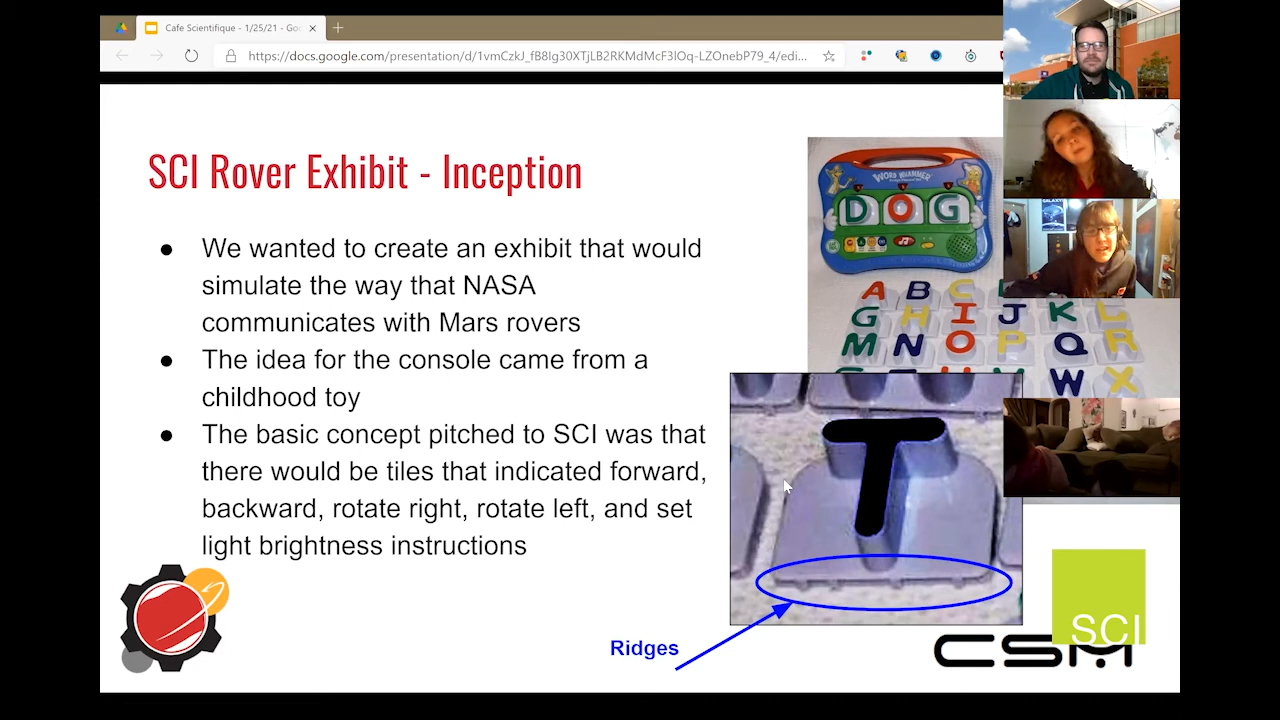 Cafe Scientifique - 1/25/21 - Goo
https://docs.google.com/presentation/d/1vmCzkJ_fB8Ig30XTjLB2RKMdMcF3lOq-LZOnebP79_4/edi...
SCI Rover Exhibit - Inception
● We wanted to create an exhibit that would
simulate the way that NASA
communicates with Mars rovers
● The idea for the console came from a
childhood toy
● The basic concept pitched to SCI was that
there would be tiles that indicated forward,
backward, rotate right, rotate left, and set
light brightness instructions
WORD WHAMMER
DOG
A B C
G H I J K L
M N O P Q R
W X
T
Ridges
SCI
CSM